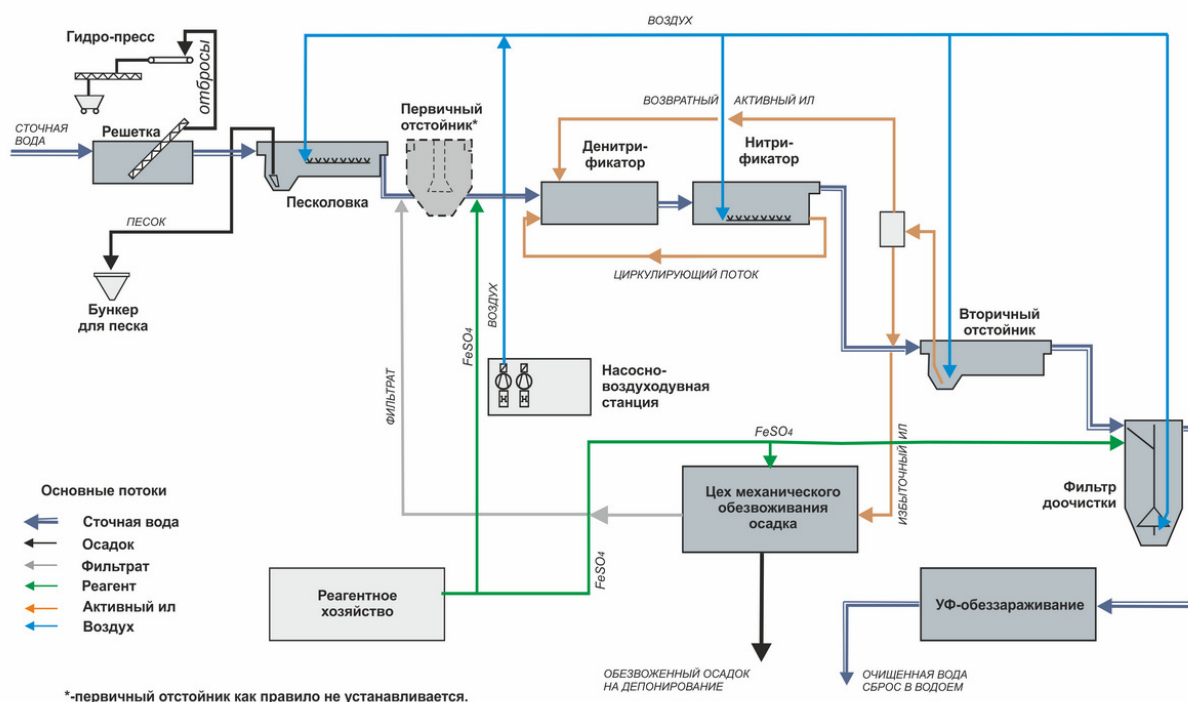 ВОЗДУХ
Гидро-пресс
отбросы
СТОЧНАЯ
ВОДА
Решетка
Первичный
отстойник*
ВОЗВРАТНЫЙ АКТИВНЫЙ ИЛ
Денитри-
фикатор
Нитри-
фикатор
Песколовка
ПЕСОК
ЦИРКУЛИРУЮЩИЙ ПОТОК
Бункер
для песка
ВОЗДУХ
FeSO4
ФИЛЬТРАТ
Насосно-
воздуходувная
станция
Вторичный
отстойник
FeSO4
ИЗБЫТОЧНЫЙ ИЛ
Цех механического
обезвоживания
осадка
Фильтр
доочистки
Основные потоки
Сточная вода
Осадок
Фильтрат
Реагент
Активный ил
Воздух
FeSO4
Реагентное
хозяйство
УФ-обеззараживание
ОБЕЗВОЖЕННЫЙ ОСАДОК
НА ДЕПОНИРОВАНИЕ
ОЧИЩЕННАЯ ВОДА
СБРОС В ВОДОЕМ
*-первичный отстойник как правило не устанавливается.